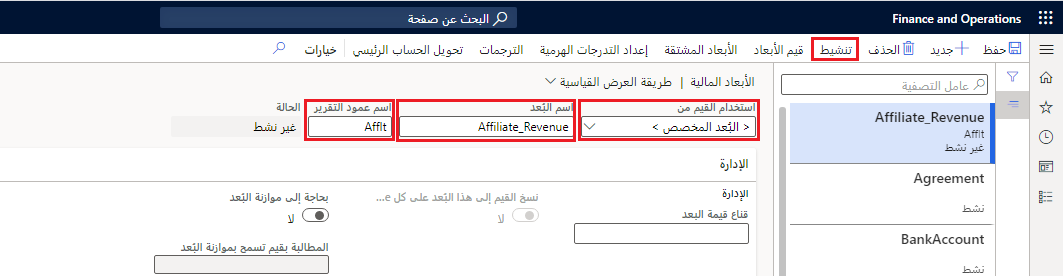 Finance and Operations
البحث عن صفحة
حفظ
جديد
الحذف
تنشيط
قيم الأبعاد
الأبعاد المشتقة
إعداد التدرجات الهرمية
الترجمات
تحويل الحساب الرئيسي
خيارات
عامل التصفية
Affiliate_Revenue
Afflt
غير نشط
Agreement
نشط
BankAccount
نشط
الأبعاد المالية | طريقة العرض القياسية
استخدام القيم من
< البُعد المخصص >
اسم البُعد
Affiliate_Revenue
اسم عمود التقرير
Afflt
الحالة
غير نشط
الإدارة
الإدارة
قناع قيمة البعد
نسخ القيم إلى هذا البُعد على كل e...
لا
بحاجة إلى موازنة البُعد
لا
المطالبة بقيم تسمح بموازنة البُعد